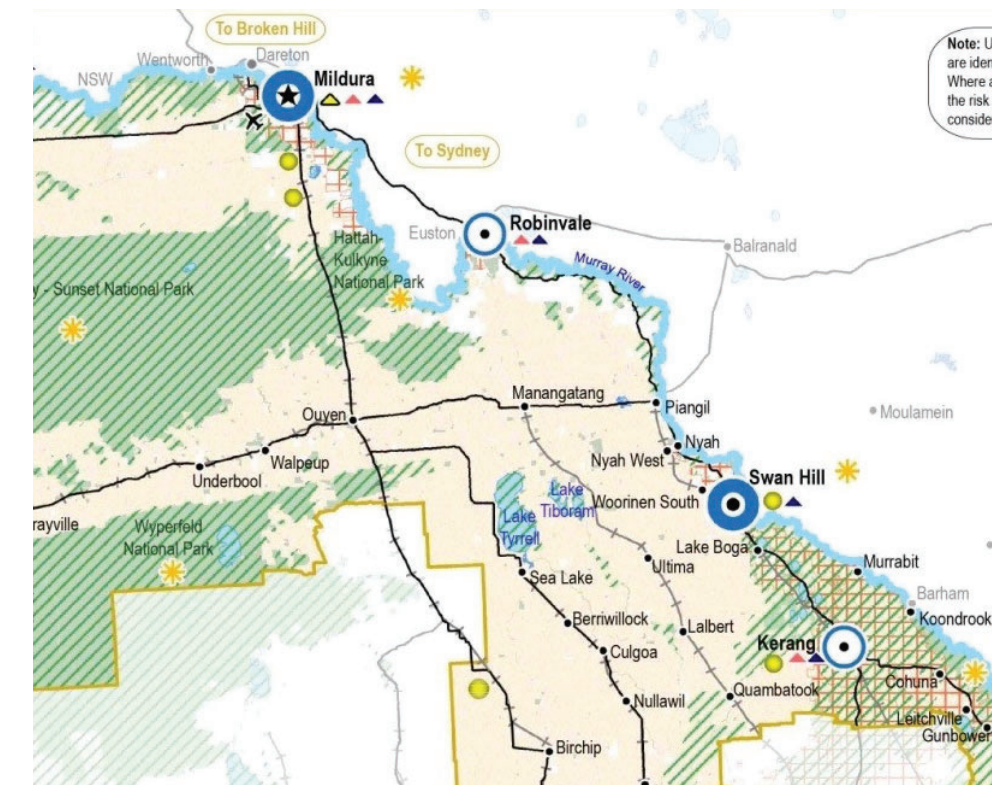 To Broken Hill
Wentworth
Dareton
NSW
Mildura
Note: U
are iden
Where a
the risk
conside
To Sydney
Euston
Robinvale
Balranald
Hattah-
Kulkyne
National Park
Murray River
y - Sunset National Park
Manangatang
Piangil
Moulamein
Ouyen
Nyah
Nyah West
Walpeup
Underbool
Swan Hill
Woorinen South
Lake
Tiboram
Lake
Tyrrell
rayville
Wyperfeld
National Park
Lake Boga
Murrabit
Ultima
Sea Lake
Barham
Koondrook
Berriwillock
Lalbert
Kerang
Culgoa
Cohuna
Quambatook
Nullawil
Leitchville
Gunbower
Birchip